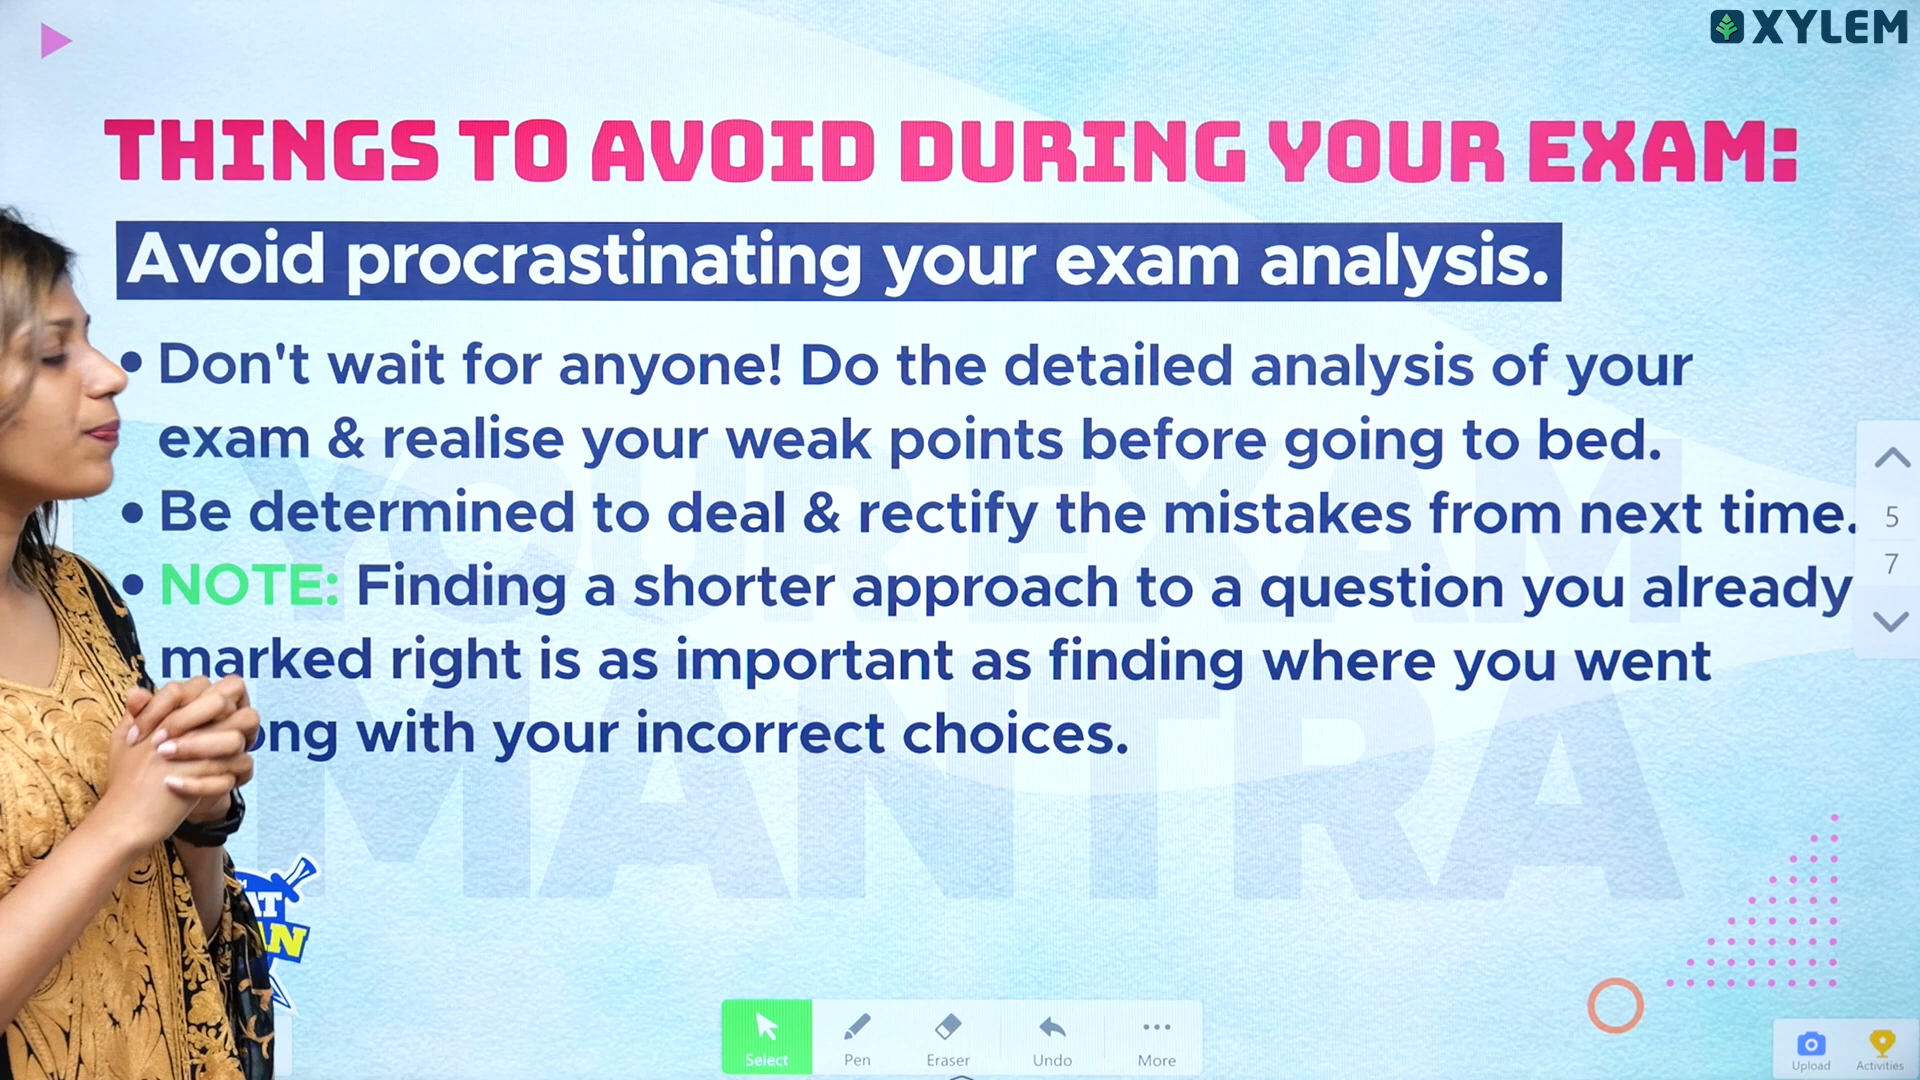 XYLEM
THINGS TO AVOID DURING YOUR EXAM:
Avoid procrastinating your exam analysis.
• Don't wait for anyone! Do the detailed analysis of your
exam & realise your weak points before going to bed.
• Be determined to deal & rectify the mistakes from next time.
• NOTE: Finding a shorter approach to a question you already
marked right is as important as finding where you went
with your incorrect choices.
YOUR EXAM
MANTRA
5
7
Select
Pen
Eraser
Undo
More
Upload
Activities